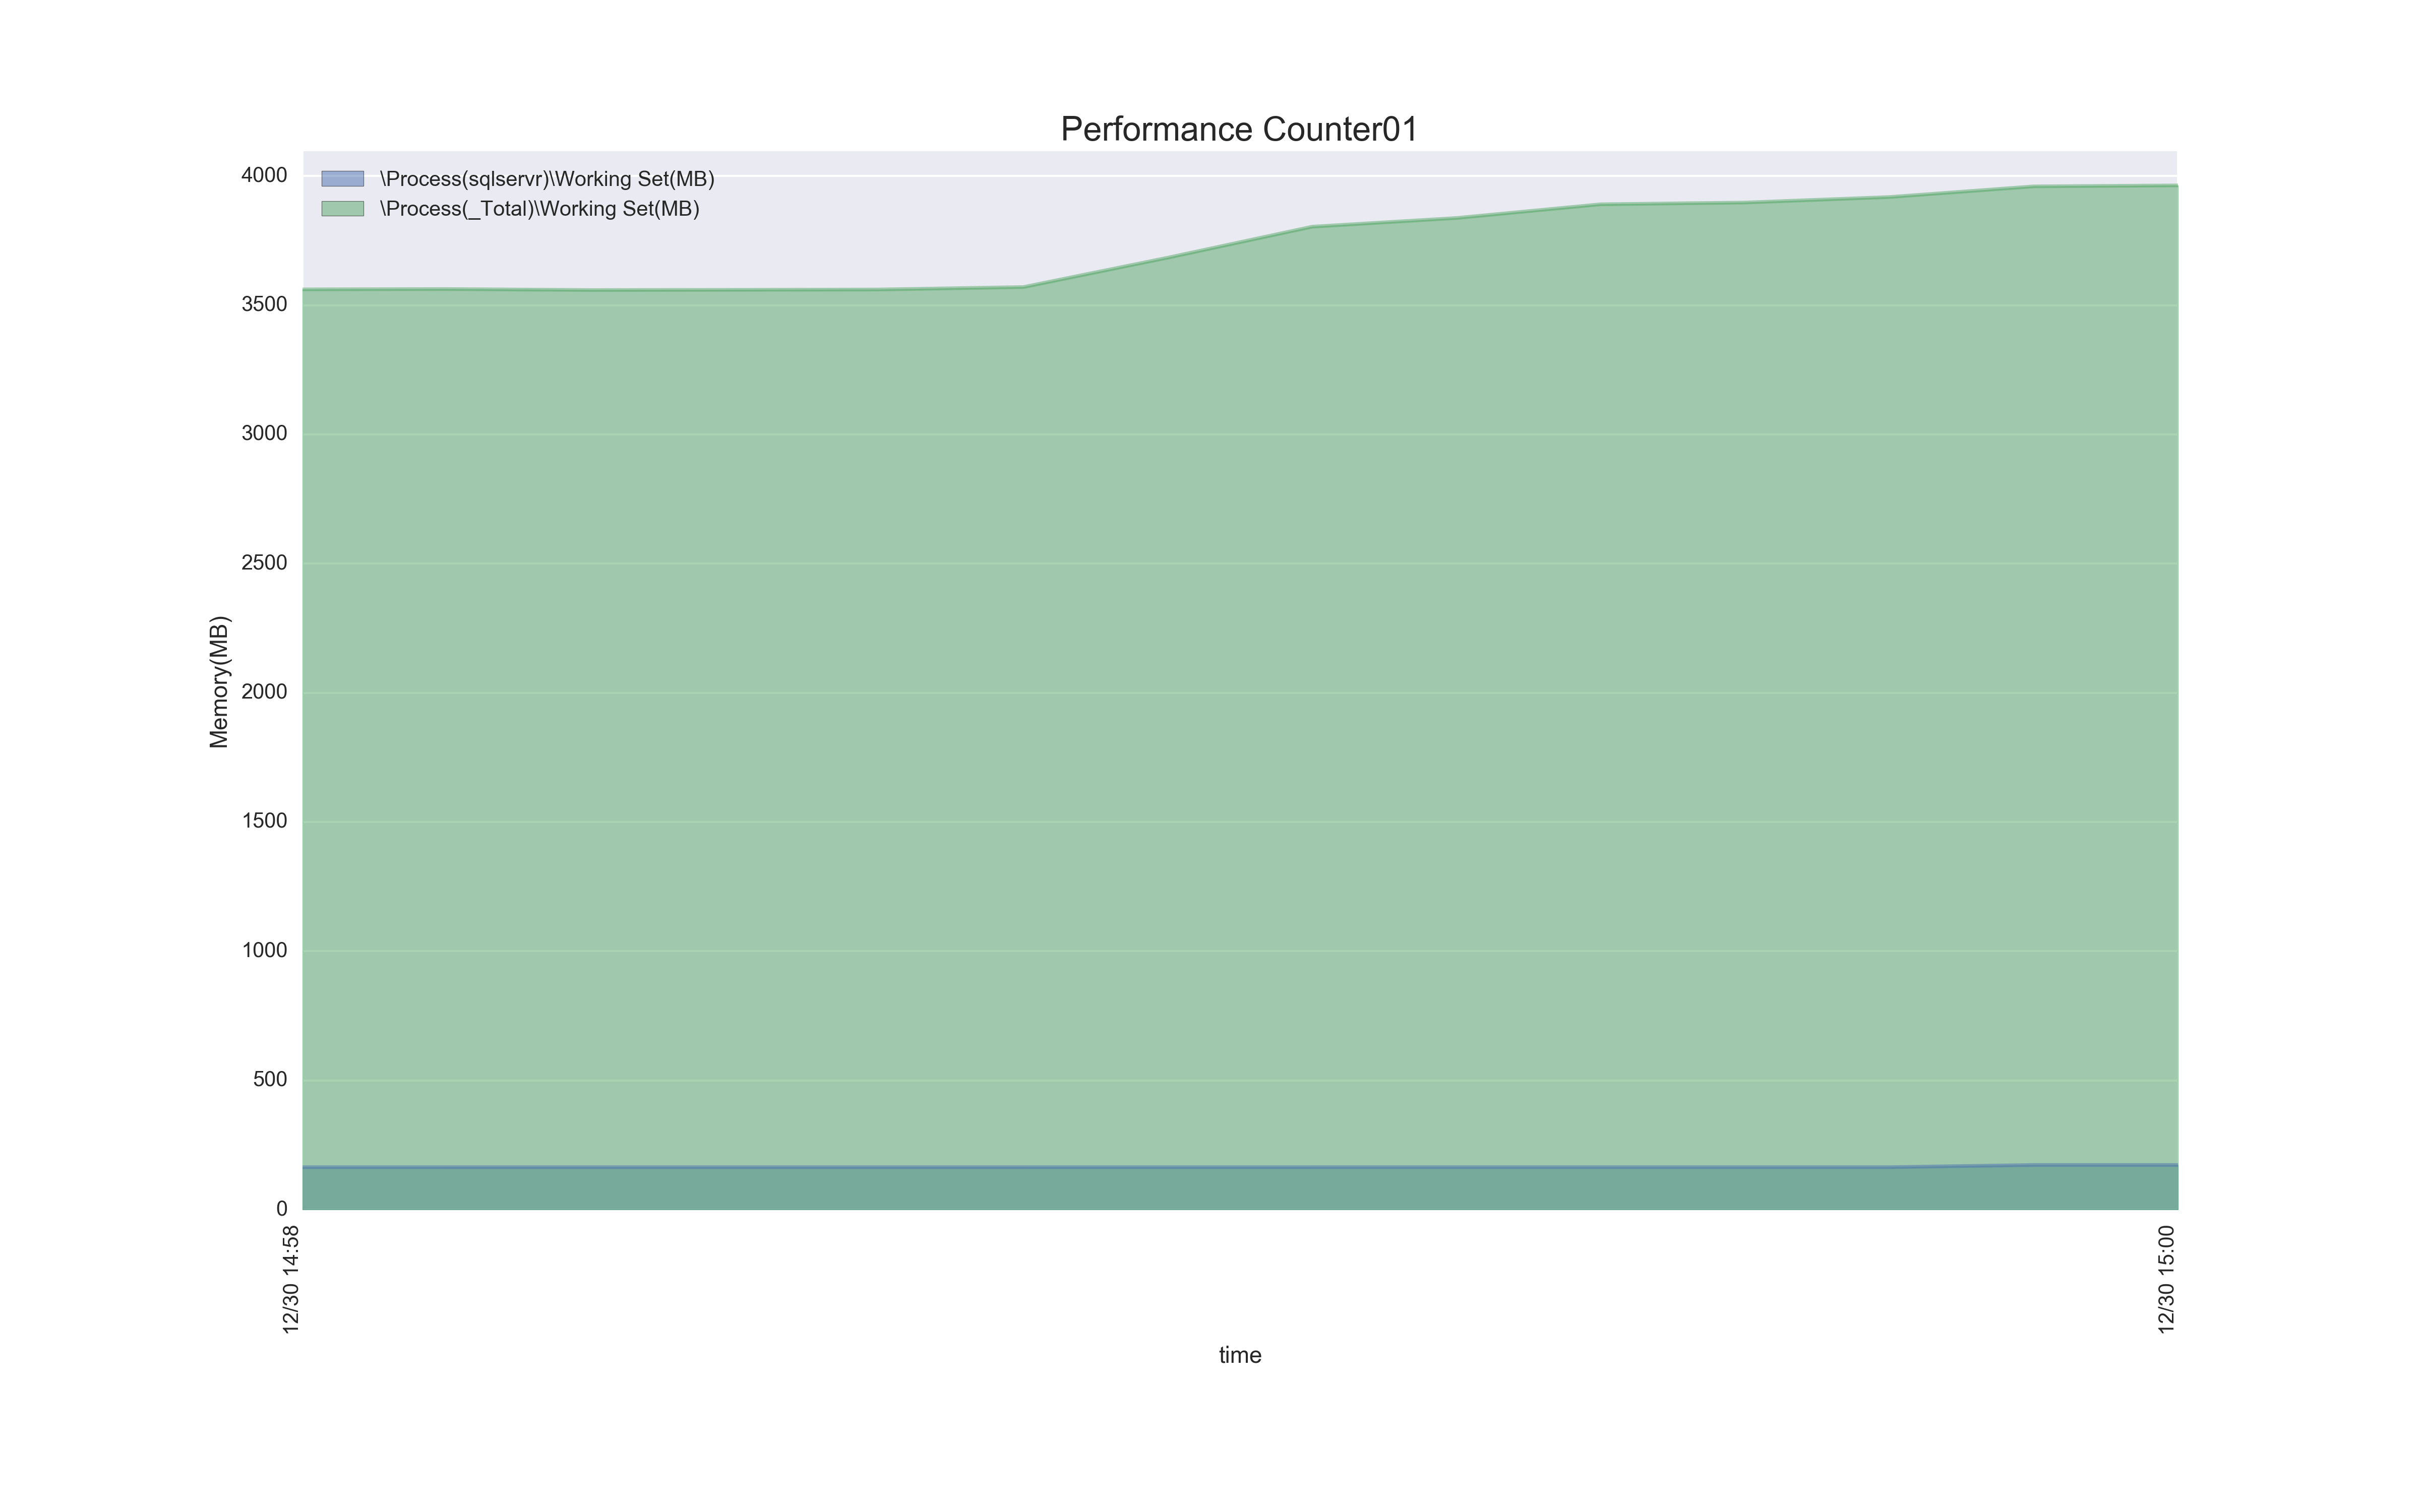 Performance Counter01
\Process(sqlservr)\Working Set(MB)
\Process(_Total)\Working Set(MB)
4000
3500
3000
2500
2000
1500
1000
500
0
Memory(MB)
12/30 14:58
12/30 15:00
time